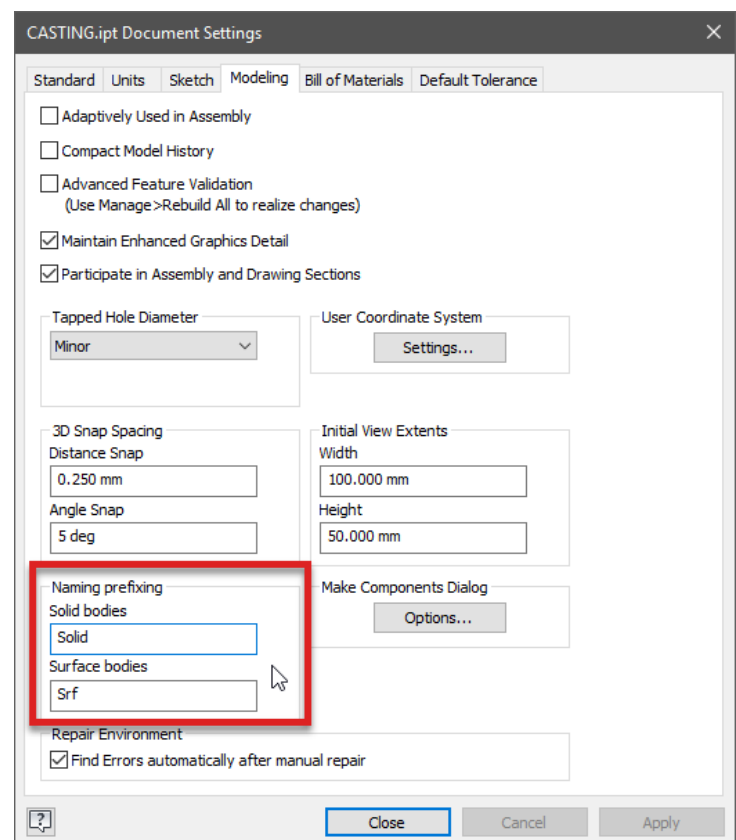 CASTING.ipt Document Settings
Standard Units Sketch Modeling Bill of Materials Default Tolerance
Adaptively Used in Assembly
Compact Model History
Advanced Feature Validation
(Use Manage>Rebuild All to realize changes)
Maintain Enhanced Graphics Detail
Participate in Assembly and Drawing Sections
Tapped Hole Diameter
Minor
User Coordinate System
Settings...
3D Snap Spacing
Distance Snap
0.250 mm
Angle Snap
5 deg
Initial View Extents
Width
100.000 mm
Height
50.000 mm
Naming prefixing
Solid bodies
Solid
Surface bodies
Srf
Make Components Dialog
Options...
Repair Environment
Find Errors automatically after manual repair
?
Close Cancel Apply